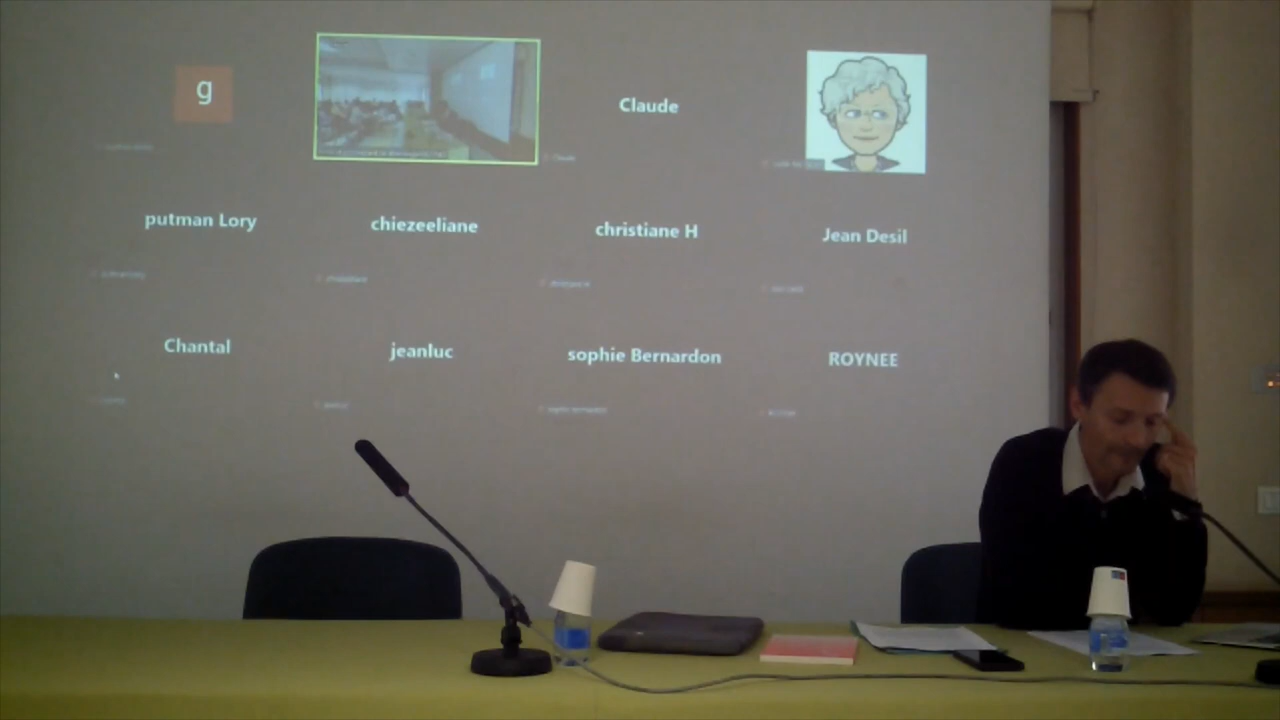 g
Claude
putman Lory
chiezeeliane
christiane H
Jean Desil
Chantal
jeanluc
sophie Bernardon
ROYNEE